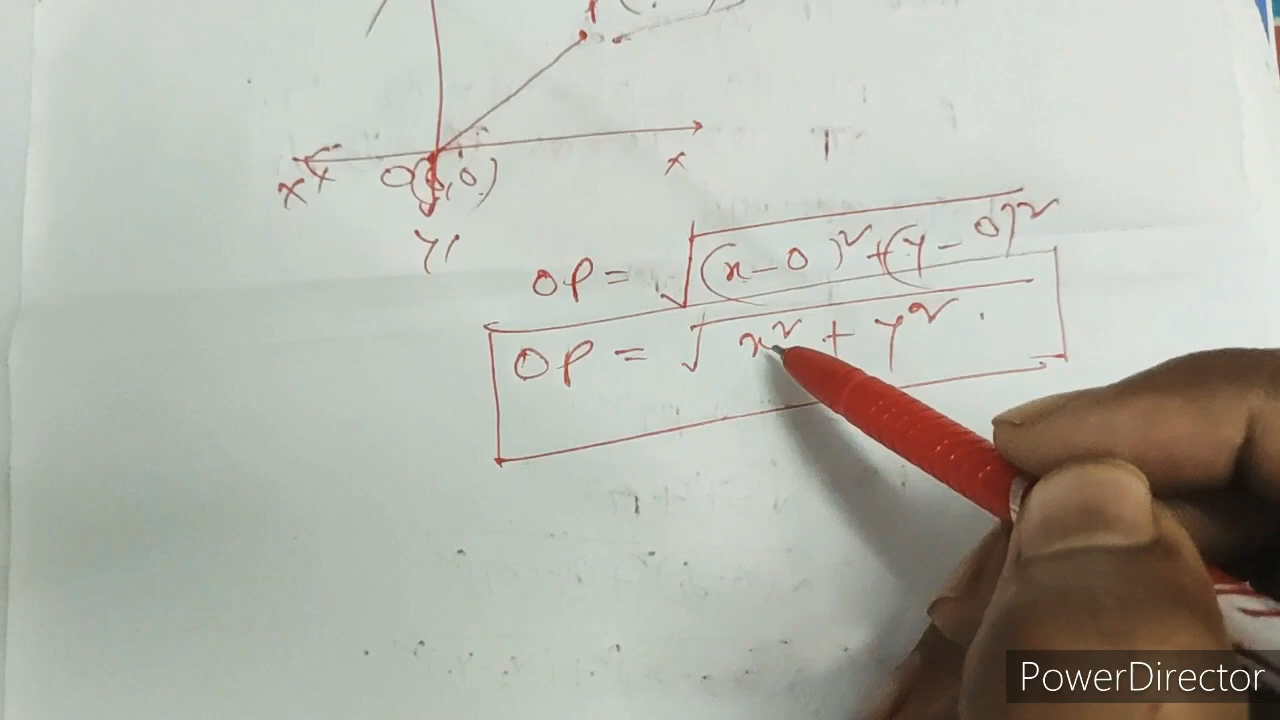 x
X'
O(0,0)
Y'
OP = √(x-0)² + (y-0)²
OP = √x² + y².
PowerDirector